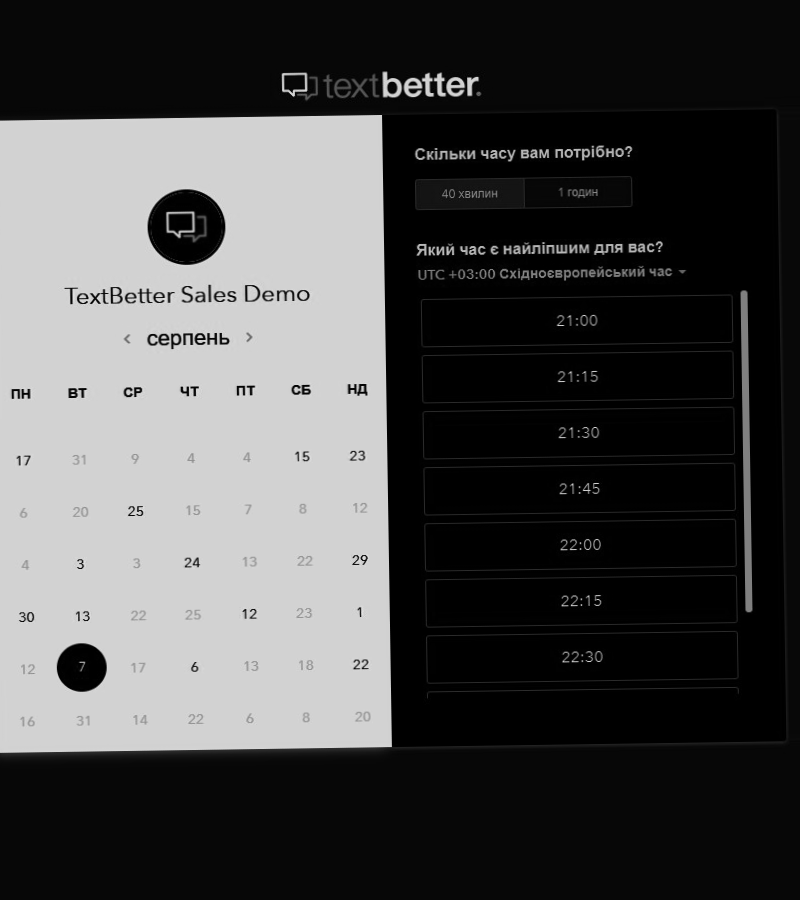 textbetter.
TextBetter Sales Demo
< серпень >
ПН ВТ СР ЧТ ПТ СБ НД
17 31 9 4 4 15 23
6 20 25 15 7 8 12
4 3 3 24 13 22 29
30 13 22 25 12 23 1
12 7 17 6 13 18 22
16 31 14 22 6 8 20
Скільки часу вам потрібно?
40 хвилин 1 годин
Який час є найліпшим для вас?
UTC +03:00 Східноєвропейський час
21:00
21:15
21:30
21:45
22:00
22:15
22:30